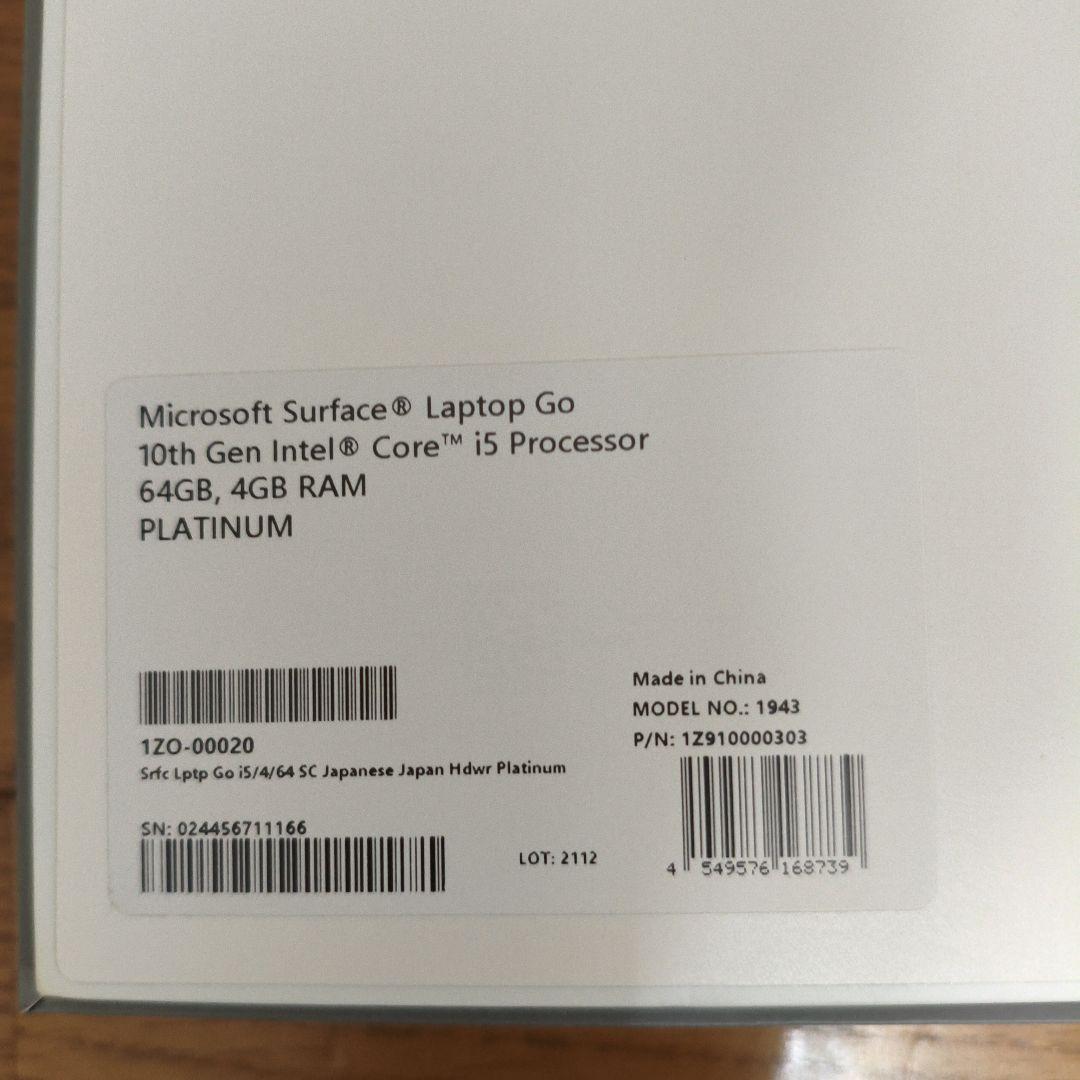 Microsoft Surface® Laptop Go
10th Gen Intel® Core™ i5 Processor
64GB, 4GB RAM
PLATINUM
1ZO-00020
Srfc Lptp Go i5/4/64 SC Japanese Japan Hdwr Platinum
SN: 024456711166
LOT: 2112
Made in China
MODEL NO.: 1943
P/N: 1Z910000303
4 549576 168739